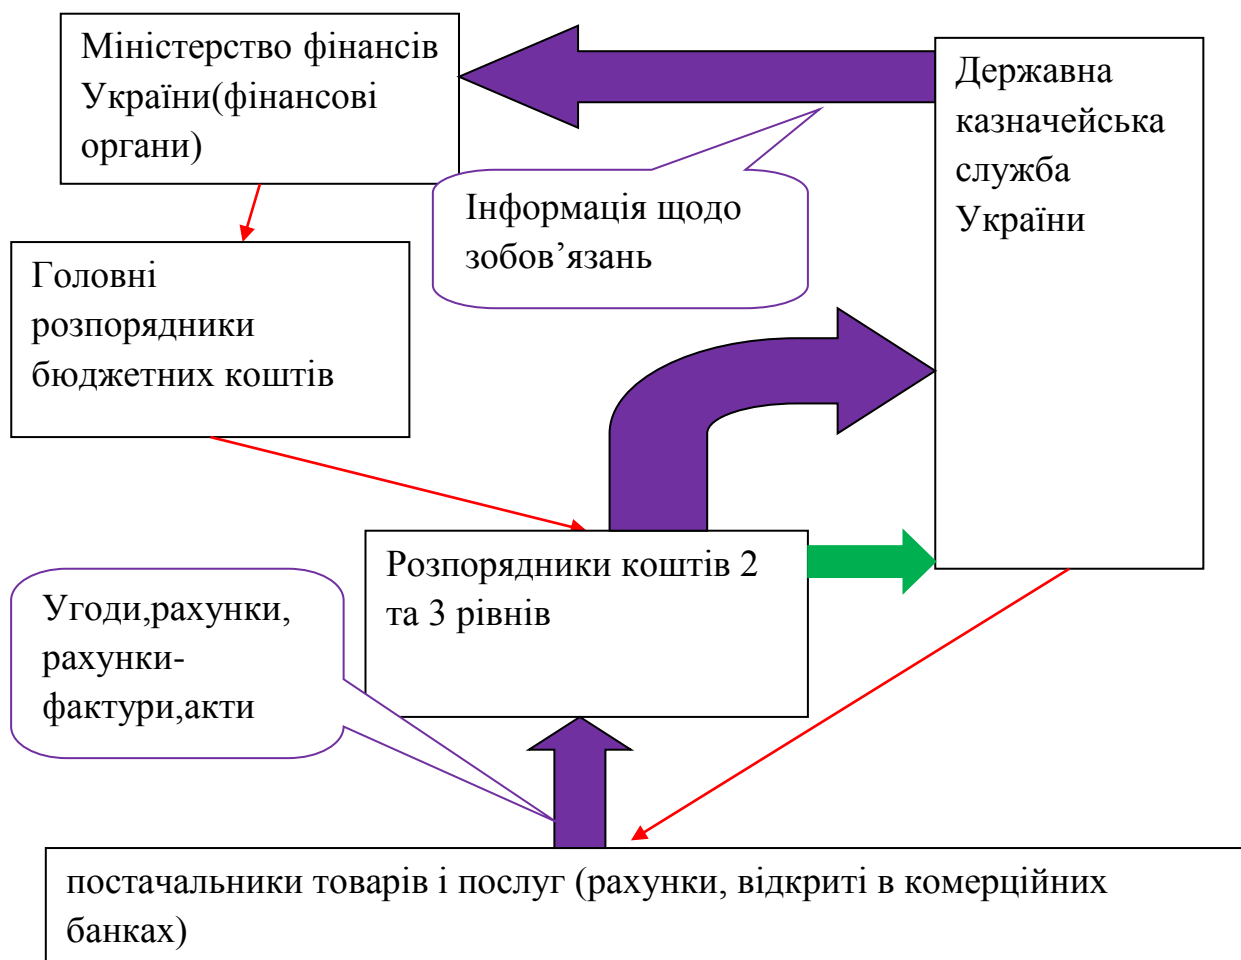 Міністерство фінансів
України(фінансові
органи)
Державна
казначейська
служба
України
Інформація щодо
зобов’язань
Головні
розпорядники
бюджетних коштів
Розпорядники коштів 2
та 3 рівнів
Угоди,рахунки,
рахунки-
фактури,акти
постачальники товарів і послуг (рахунки, відкриті в комерційних
банках)